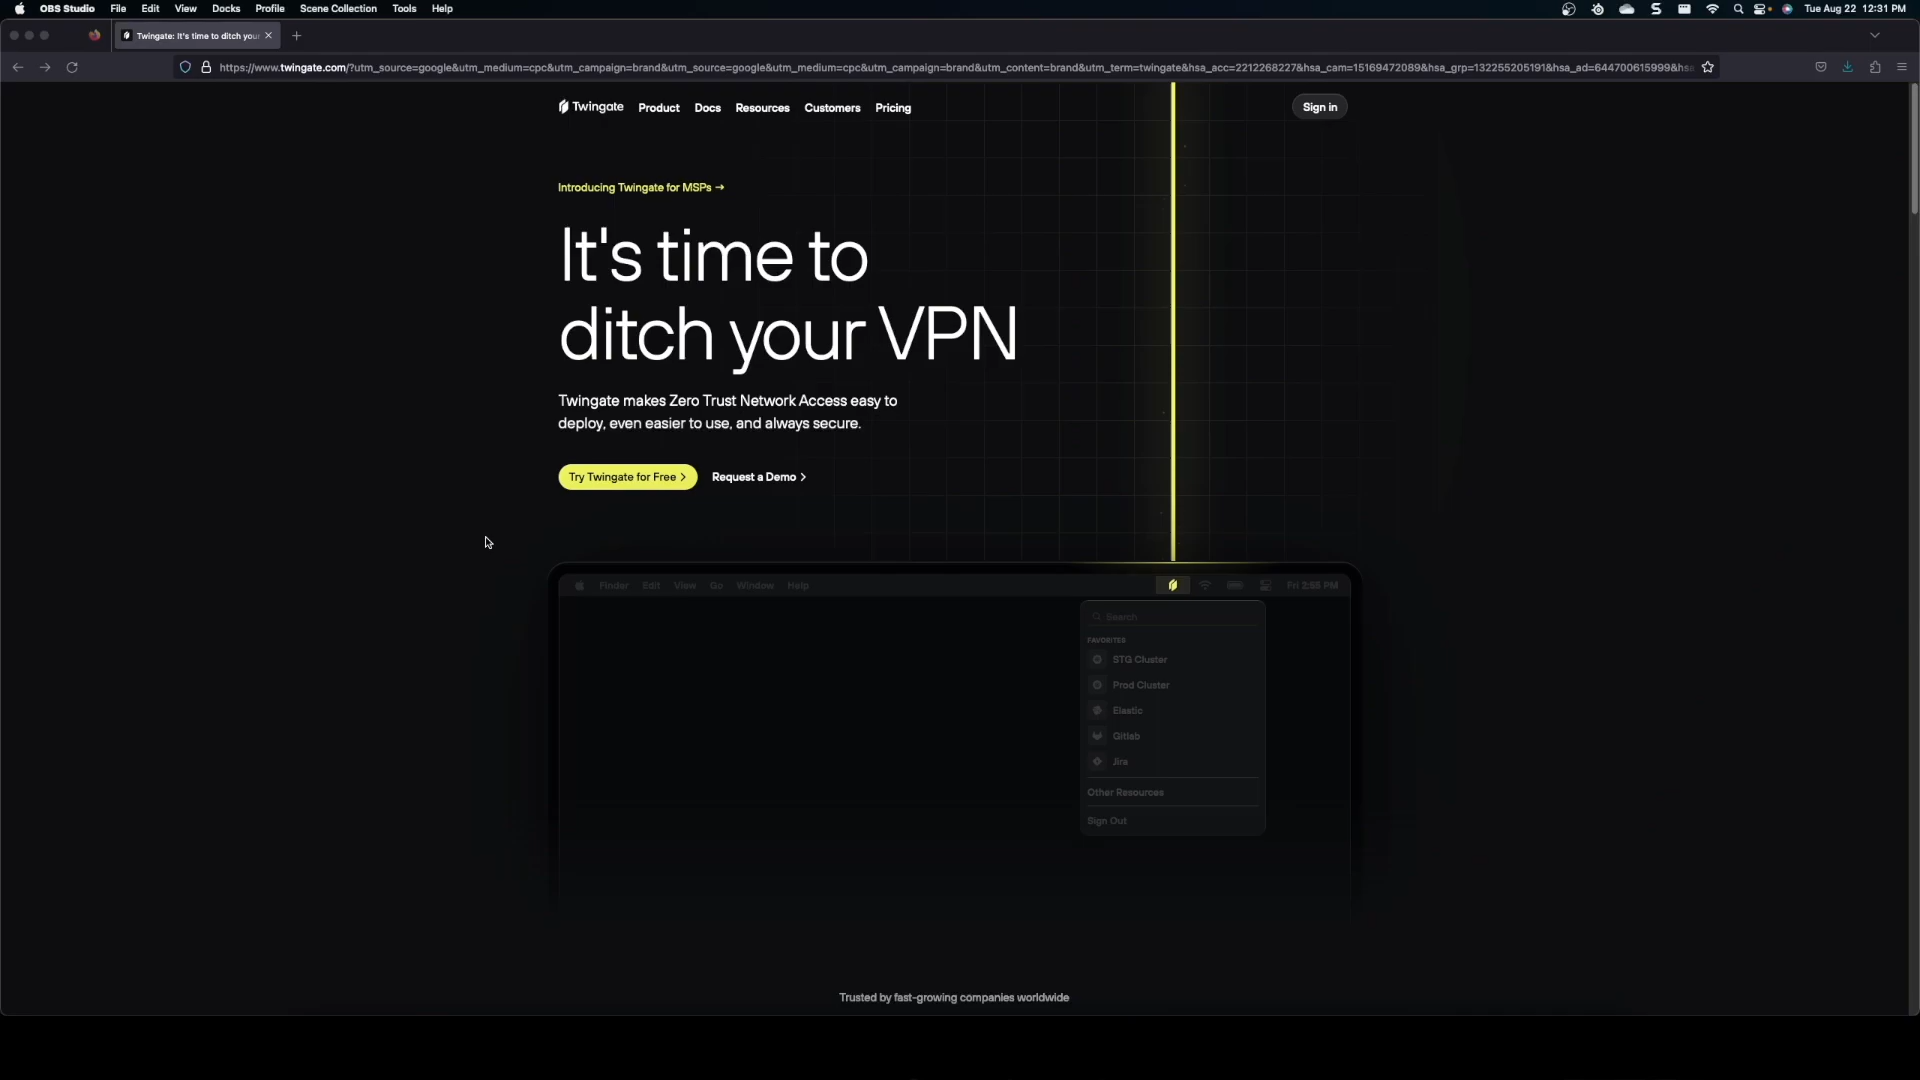 OBS Studio File Edit View Docks Profile Scene Collection Tools Help Tue Aug 22 12:31 PM
Twingate: It's time to ditch your
https://www.twingate.com/?utm_source=google&utm_medium=cpc&utm_campaign=brand&utm_source=google&utm_medium=cpc&utm_campaign=brand&utm_content=brand&utm_term=twingate&hsa_acc=2212268227&hsa_cam=15169472089&hsa_grp=132255205191&hsa_ad=644700615999&hs
Twingate Product Docs Resources Customers Pricing Sign in
Introducing Twingate for MSPs →
It's time to
ditch your VPN
Twingate makes Zero Trust Network Access easy to
deploy, even easier to use, and always secure.
Try Twingate for Free > Request a Demo >
Finder Edit View Go Window Help Fri 2:55 PM
Search
FAVORITES
STG Cluster
Prod Cluster
Elastic
Gitlab
Jira
Other Resources
Sign Out
Trusted by fast-growing companies worldwide